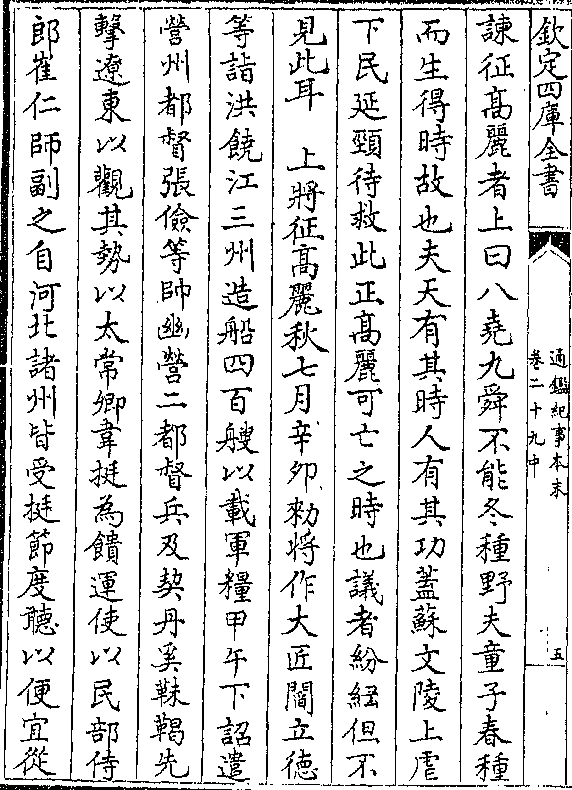 欽定四庫全書
通鑑紀事本末
卷二十九中
五
諫征高麗者上曰八堯九舜不能冬種野夫童子春種
而生得時故也夫天有其時人有其功蓋蘇文陵上虐
下民延頸待救此正高麗可亡之時也議者紛紜但不
見此耳　上將征高麗秋七月辛卯勑將作大匠閻立德
等詣洪饒江三州造船四百艘以載軍糧甲午下詔遣
營州都督張儉等帥幽營二都督兵及契丹奚靺鞨先
擊遼東以觀其勢以太常卿韋挺為饋運使以民部侍
郎崔仁師副之自河北諸州皆受挺節度聽以便宜從